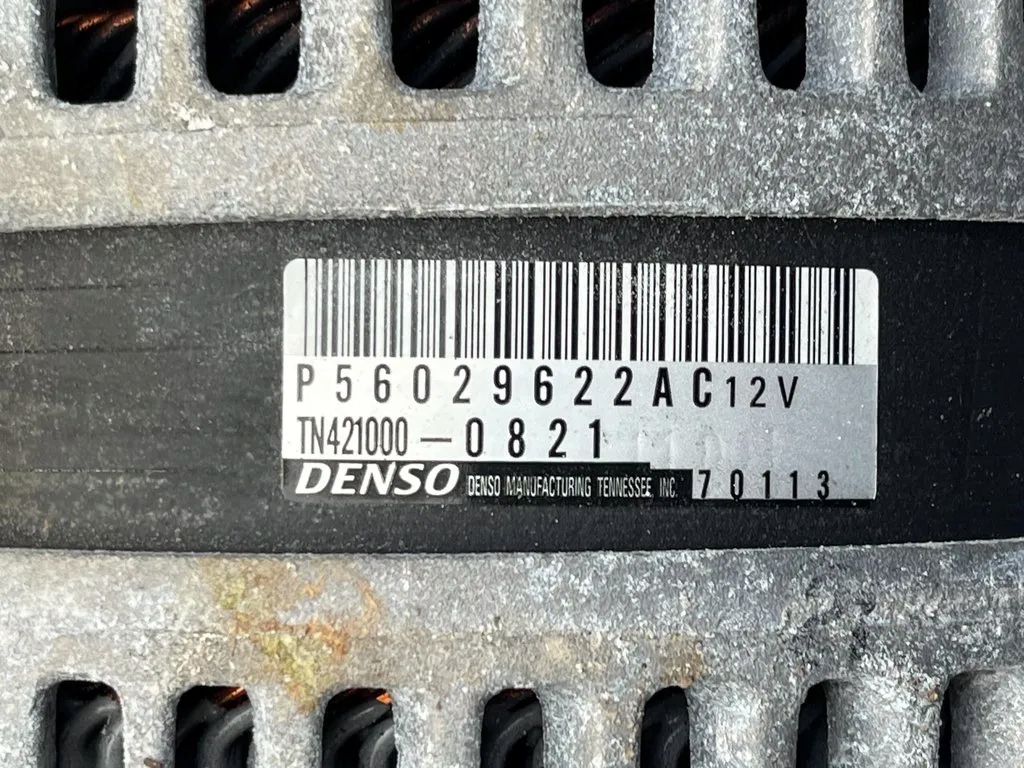 P56029622AC12V
TN421000-0821
DENSO DENSO MANUFACTURING TENNESSEE, INC. 70113